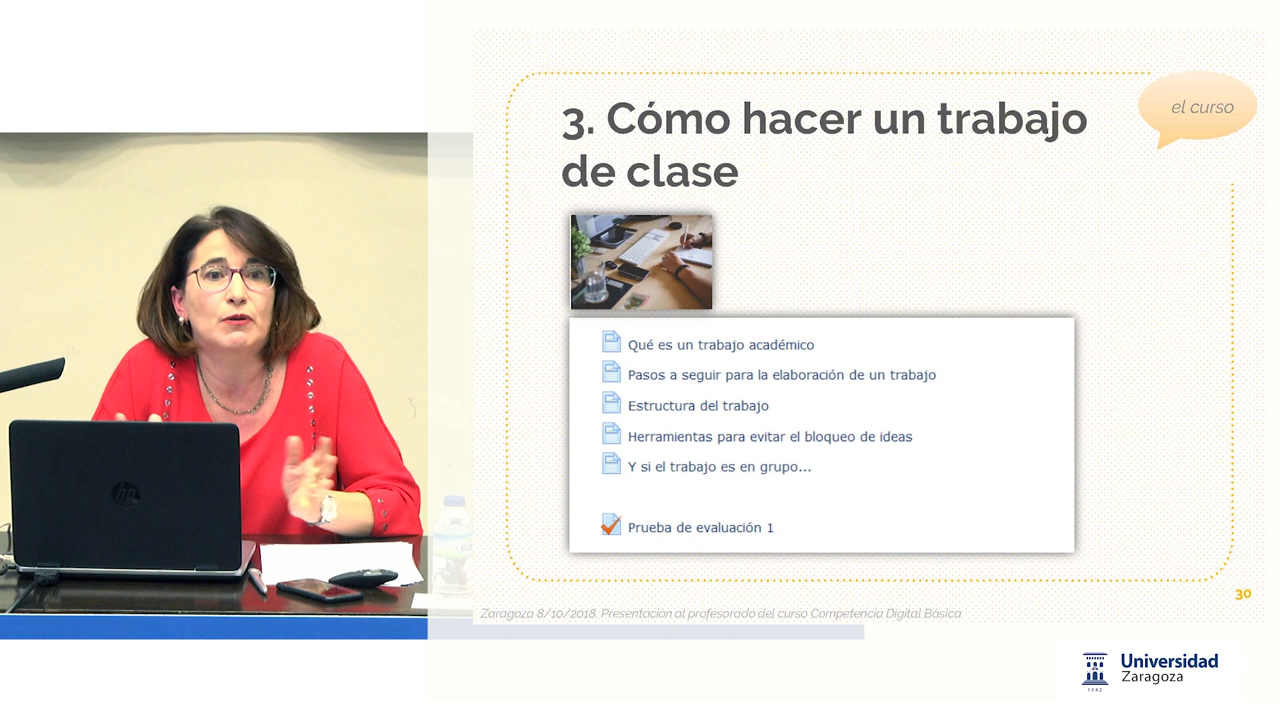 3. Cómo hacer un trabajo
de clase
el curso
Qué es un trabajo académico
Pasos a seguir para la elaboración de un trabajo
Estructura del trabajo
Herramientas para evitar el bloqueo de ideas
Y si el trabajo es en grupo...
Prueba de evaluación 1
30
Zaragoza 8/10/2018. Presentación al profesorado del curso Competencia Digital Básica
hp
Universidad
Zaragoza
1542